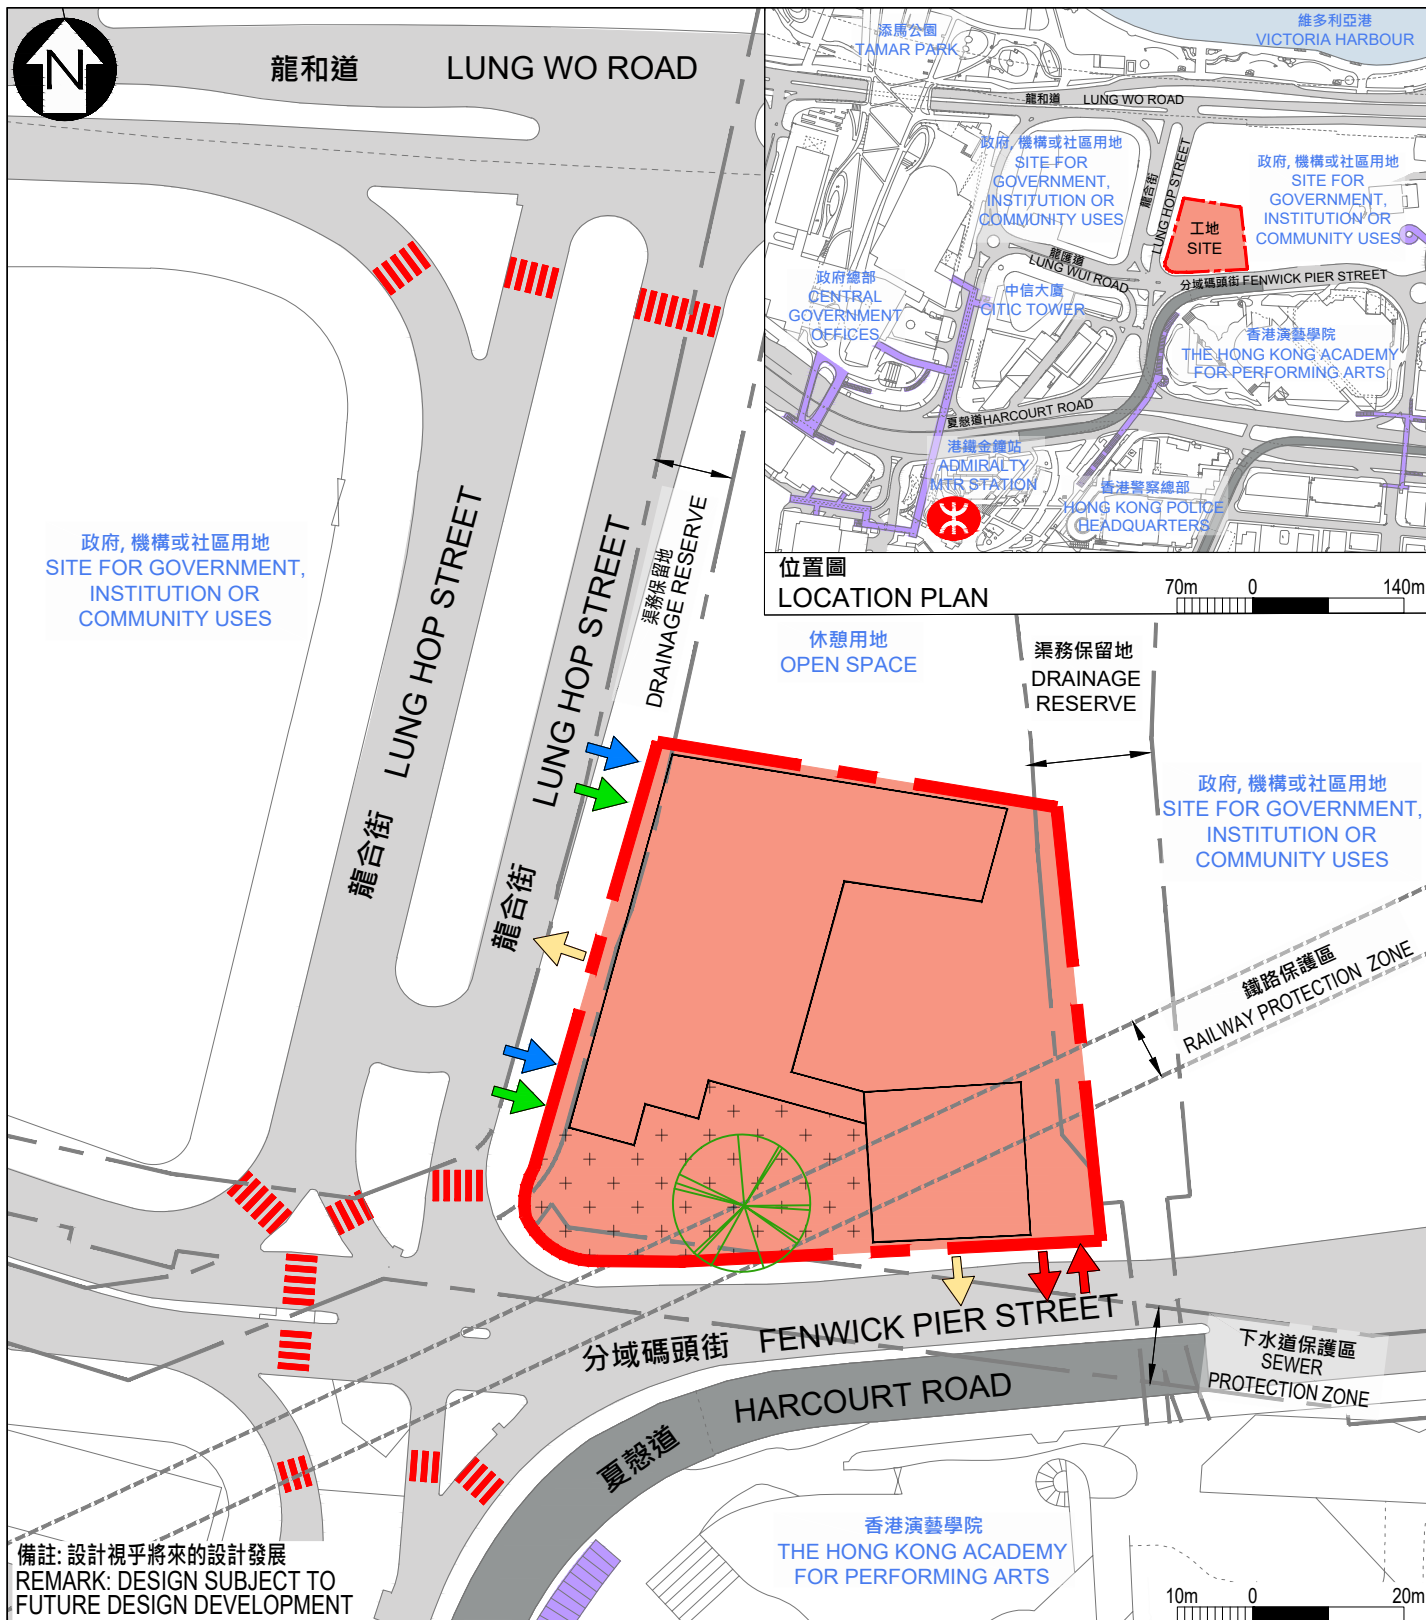 N
龍和道 LUNG WO ROAD
添馬公園
TAMAR PARK
維多利亞港
VICTORIA HARBOUR
龍和道 LUNG WO ROAD
政府, 機構或社區用地
SITE FOR
GOVERNMENT,
INSTITUTION OR
COMMUNITY USES
龍合街
LUNG HOP STREET
政府, 機構或社區用地
SITE FOR
GOVERNMENT,
INSTITUTION OR
COMMUNITY USES
工地
SITE
龍匯道
LUNG WUI ROAD
分域碼頭街 FENWICK PIER STREET
政府總部
CENTRAL
GOVERNMENT
OFFICES
中信大廈
CITIC TOWER
香港演藝學院
THE HONG KONG ACADEMY
FOR PERFORMING ARTS
夏慤道 HARCOURT ROAD
港鐵金鐘站
ADMIRALTY
MTR STATION
香港警察總部
HONG KONG POLICE
HEADQUARTERS
位置圖
LOCATION PLAN
70m 0 140m
政府, 機構或社區用地
SITE FOR GOVERNMENT,
INSTITUTION OR
COMMUNITY USES
龍合街 LUNG HOP STREET
龍合街 LUNG HOP STREET
渠務保留地
DRAINAGE RESERVE
休憩用地
OPEN SPACE
渠務保留地
DRAINAGE
RESERVE
政府, 機構或社區用地
SITE FOR GOVERNMENT,
INSTITUTION OR
COMMUNITY USES
鐵路保護區
RAILWAY PROTECTION ZONE
分域碼頭街 FENWICK PIER STREET
夏慤道 HARCOURT ROAD
下水道保護區
SEWER
PROTECTION ZONE
香港演藝學院
THE HONG KONG ACADEMY
FOR PERFORMING ARTS
備註: 設計視乎將來的設計發展
REMARK: DESIGN SUBJECT TO
FUTURE DESIGN DEVELOPMENT
10m 0 20m